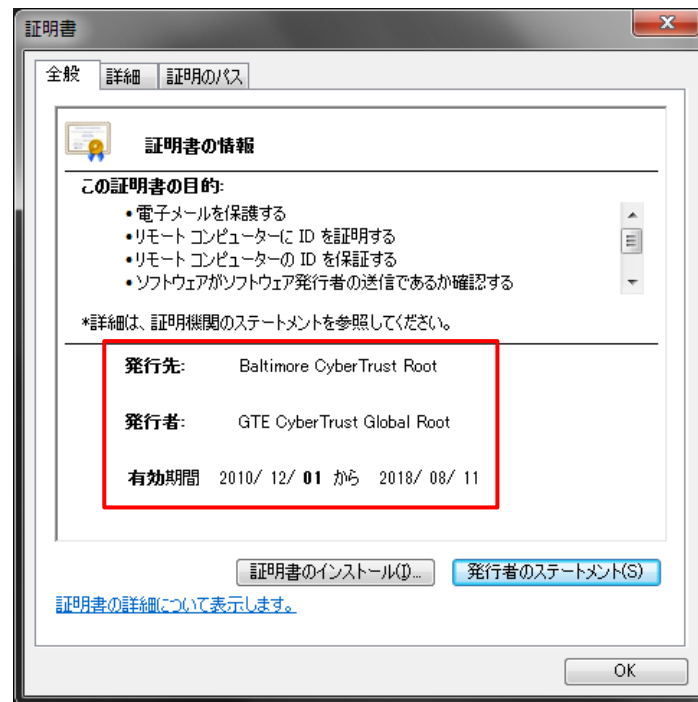 証明書
全般 詳細 証明のパス
証明書の情報
この証明書の目的:
•電子メールを保護する
•リモート コンピューターに ID を証明する
•リモート コンピューターの ID を保証する
•ソフトウェアがソフトウェア発行者の送信であるか確認する
*詳細は、証明機関のステートメントを参照してください。
発行先: Baltimore CyberTrust Root
発行者: GTE CyberTrust Global Root
有効期間 2010/ 12/ 01 から 2018/ 08/ 11
証明書のインストール(I)... 発行者のステートメント(S)
証明書の詳細について表示します。
OK